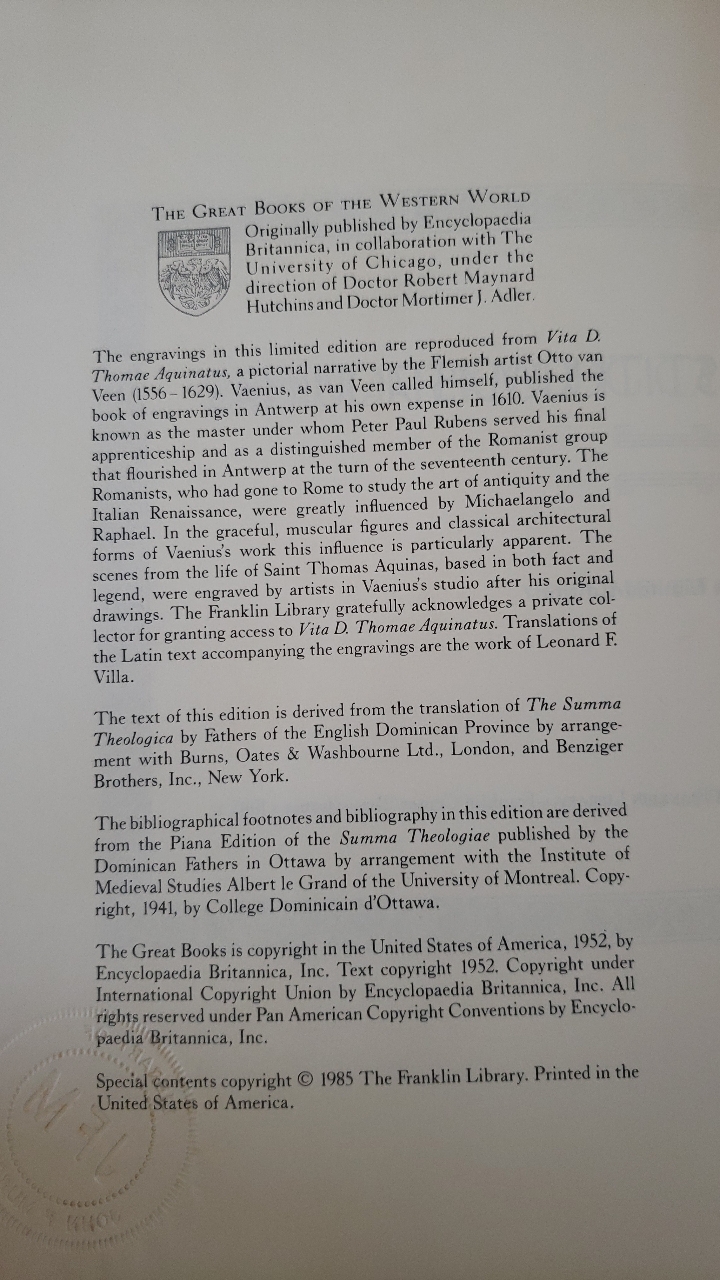 THE GREAT BOOKS OF THE WESTERN WORLD
Originally published by Encyclopaedia
Britannica, in collaboration with The
University of Chicago, under the
direction of Doctor Robert Maynard
Hutchins and Doctor Mortimer J. Adler.
The engravings in this limited edition are reproduced from Vita D.
Thomae Aquinatus, a pictorial narrative by the Flemish artist Otto van
Veen (1556–1629). Vaenius, as van Veen called himself, published the
book of engravings in Antwerp at his own expense in 1610. Vaenius is
known as the master under whom Peter Paul Rubens served his final
apprenticeship and as a distinguished member of the Romanist group
that flourished in Antwerp at the turn of the seventeenth century. The
Romanists, who had gone to Rome to study the art of antiquity and the
Italian Renaissance, were greatly influenced by Michaelangelo and
Raphael. In the graceful, muscular figures and classical architectural
forms of Vaenius's work this influence is particularly apparent. The
scenes from the life of Saint Thomas Aquinas, based in both fact and
legend, were engraved by artists in Vaenius's studio after his original
drawings. The Franklin Library gratefully acknowledges a private col-
lector for granting access to Vita D. Thomae Aquinatus. Translations of
the Latin text accompanying the engravings are the work of Leonard F.
Villa.
The text of this edition is derived from the translation of The Summa
Theologica by Fathers of the English Dominican Province by arrange-
ment with Burns, Oates & Washbourne Ltd., London, and Benziger
Brothers, Inc., New York.
The bibliographical footnotes and bibliography in this edition are derived
from the Piana Edition of the Summa Theologiae published by the
Dominican Fathers in Ottawa by arrangement with the Institute of
Medieval Studies Albert le Grand of the University of Montreal. Copy-
right, 1941, by College Dominicain d'Ottawa.
The Great Books is copyright in the United States of America, 1952, by
Encyclopaedia Britannica, Inc. Text copyright 1952. Copyright under
International Copyright Union by Encyclopaedia Britannica, Inc. All
rights reserved under Pan American Copyright Conventions by Encyclo-
paedia Britannica, Inc.
Special contents copyright © 1985 The Franklin Library. Printed in the
United States of America.